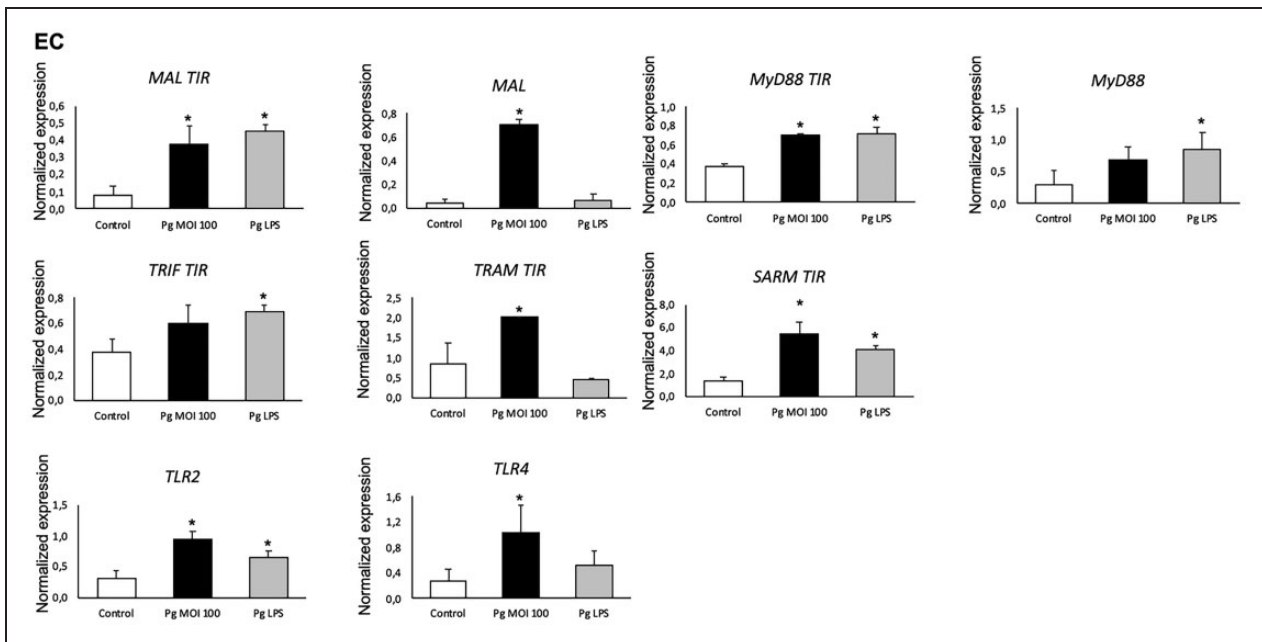 EC
MAL TIR
Normalized expression
0,6
0,5
0,4
0,3
0,2
0,1
0,0
*
*
Control
Pg MOI 100
Pg LPS
MAL
Normalized expression
0,8
0,6
0,4
0,2
0,0
*
Control
Pg MOI 100
Pg LPS
MyD88 TIR
Normalized expression
1,0
0,8
0,6
0,4
0,2
0,0
*
*
Control
Pg MOI 100
Pg LPS
MyD88
Normalized expression
1,5
1,0
0,5
0,0
*
Control
Pg MOI 100
Pg LPS
TRIF TIR
Normalized expression
0,8
0,6
0,4
0,2
0,0
*
Control
Pg MOI 100
Pg LPS
TRAM TIR
Normalized expression
2,5
2,0
1,5
1,0
0,5
0,0
*
Control
Pg MOI 100
Pg LPS
SARM TIR
Normalized expression
8,0
6,0
4,0
2,0
0,0
*
*
Control
Pg MOI 100
Pg LPS
TLR2
Normalized expression
1,5
1,0
0,5
0,0
*
*
Control
Pg MOI 100
Pg LPS
TLR4
Normalized expression
1,6
1,2
0,8
0,4
0,0
*
Control
Pg MOI 100
Pg LPS